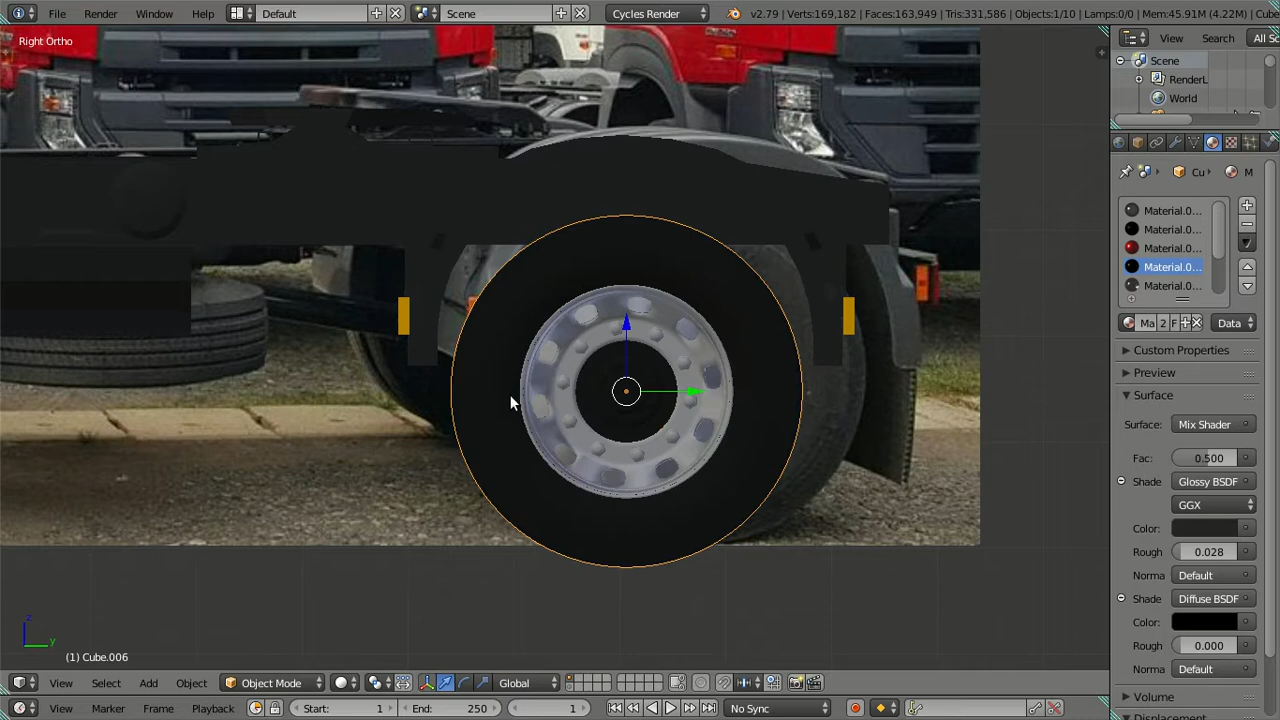 File Render Window Help Default Scene Cycles Render v2.79 | Verts:169,182 | Faces:163,949 | Tris:331,586 | Objects:1/10 | Lamps:0/0 | Mem:45.91M (4.22M) | Cube
Right Ortho
View Search All Sc
Scene
RenderL
World
Cu M
Material.0...
Material.0...
Material.0...
Material.0...
Material.0...
Ma 2 F Data
Custom Properties
Preview
Surface
Surface: Mix Shader
Fac: 0.500
Shade Glossy BSDF
GGX
Color:
Rough 0.028
Norma Default
Shade Diffuse BSDF
Color:
Rough 0.000
Norma Default
Volume
Displacement
z
y
(1) Cube.006
View Select Add Object Object Mode Global
View Marker Frame Playback Start: 1 End: 250 1 No Sync